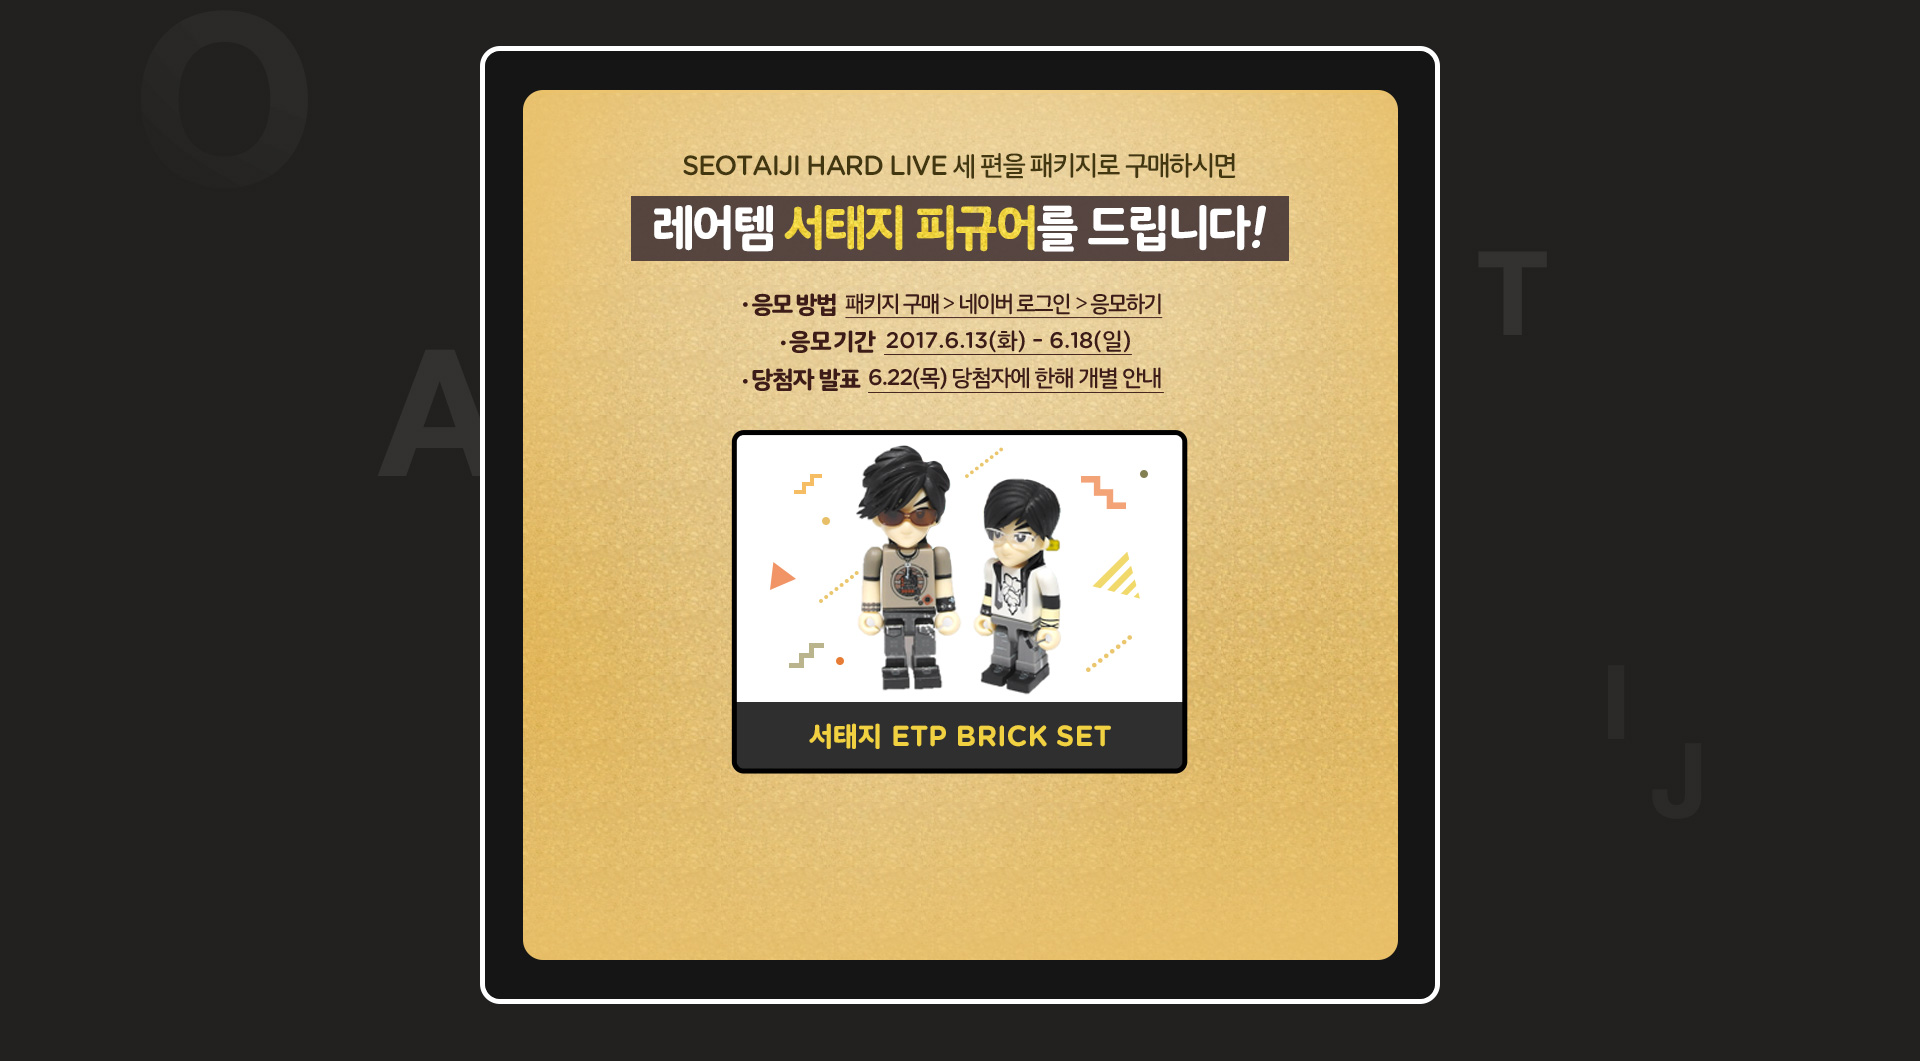 SEOTAIJI HARD LIVE 세 편을 패키지로 구매하시면
레어템 서태지 피규어를 드립니다!
· 응모 방법 패키지 구매 > 네이버 로그인 > 응모하기
· 응모기간 2017.6.13(화) - 6.18(일)
· 당첨자 발표 6.22(목) 당첨자에 한해 개별 안내
서태지 ETP BRICK SET
O
A
T
I
J